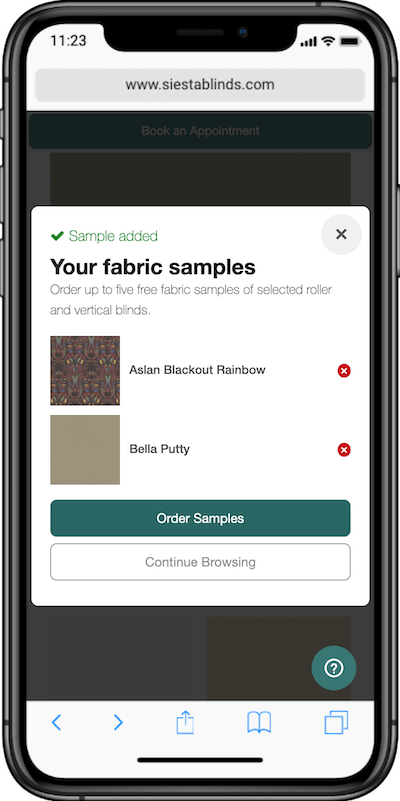 11:23
www.siestablinds.com
Book an Appointment
Sample added
Your fabric samples
Order up to five free fabric samples of selected roller
and vertical blinds.
Aslan Blackout Rainbow
Bella Putty
Order Samples
Continue Browsing